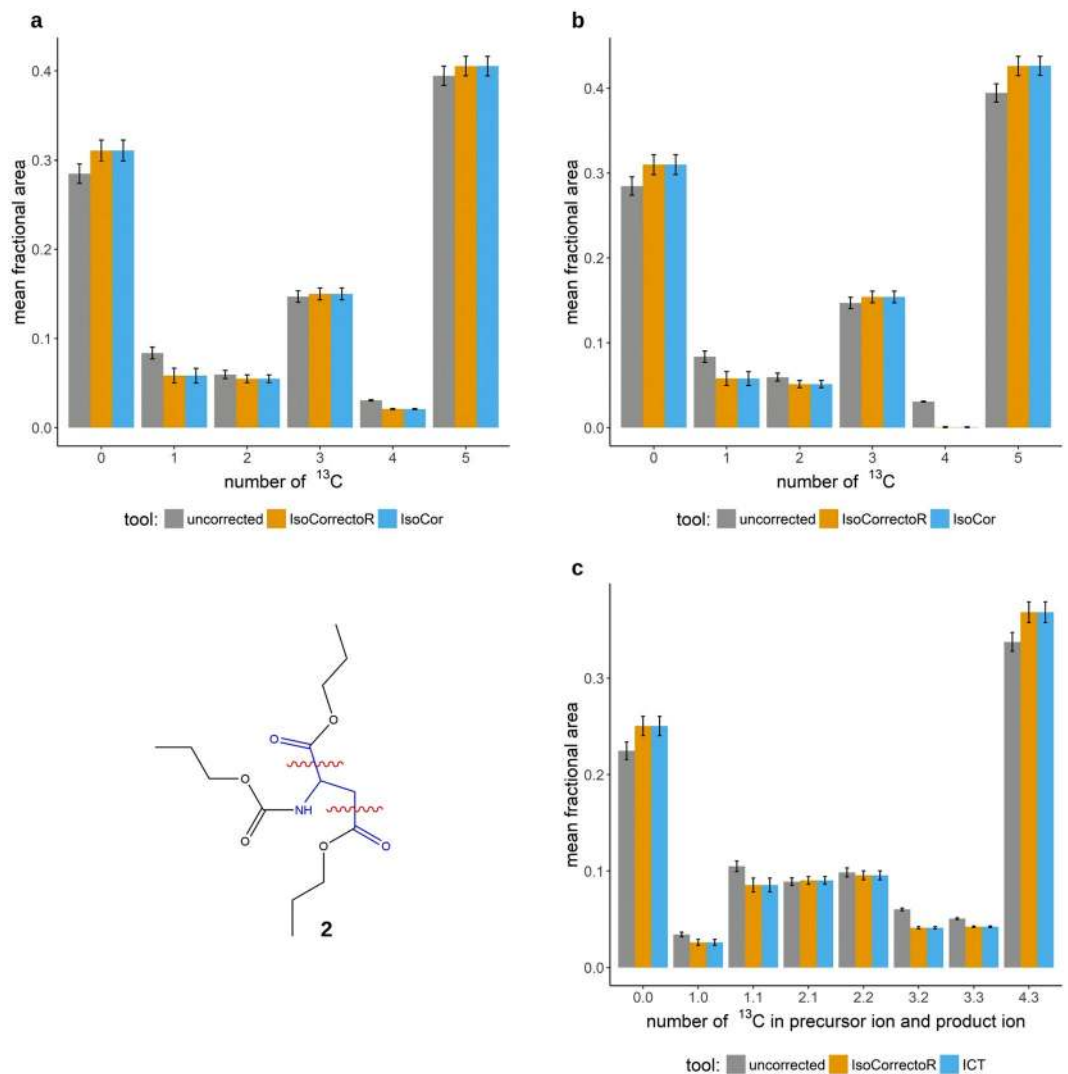 a
mean fractional area
0.4
0.3
0.2
0.1
0.0
0 1 2 3 4 5
number of ¹³C
tool: uncorrected IsoCorrectoR IsoCor
b
mean fractional area
0.4
0.3
0.2
0.1
0.0
0 1 2 3 4 5
number of ¹³C
tool: uncorrected IsoCorrectoR IsoCor
O
O
O
NH
O
O
O
2
c
mean fractional area
0.3
0.2
0.1
0.0
0.0 1.0 1.1 2.1 2.2 3.2 3.3 4.3
number of ¹³C in precursor ion and product ion
tool: uncorrected IsoCorrectoR ICT